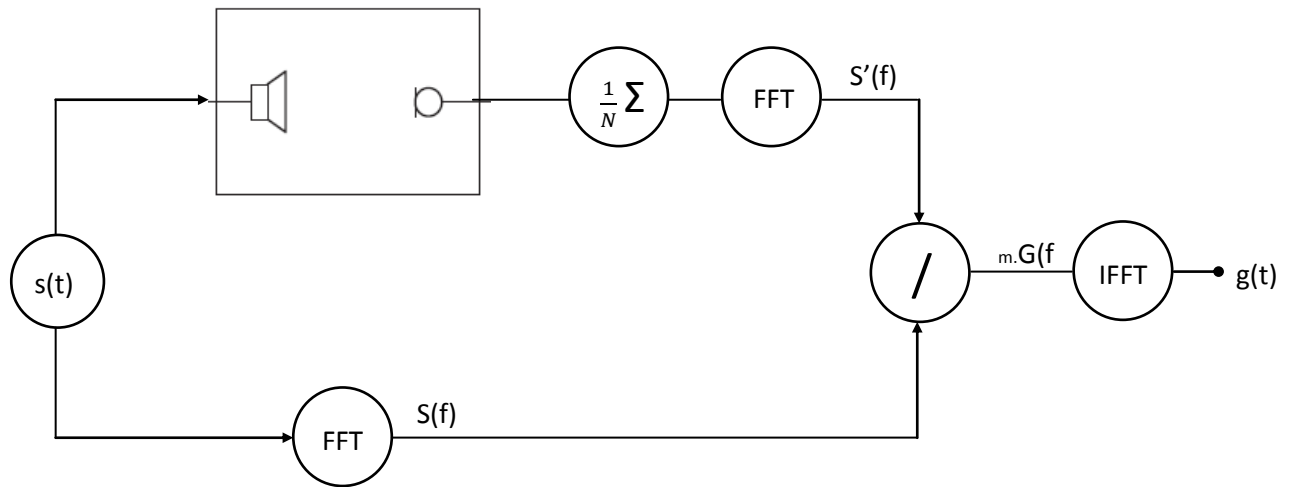 S’(f)
1/N Σ
FFT
s(t)
/
m.G(f
IFFT
g(t)
S(f)
FFT